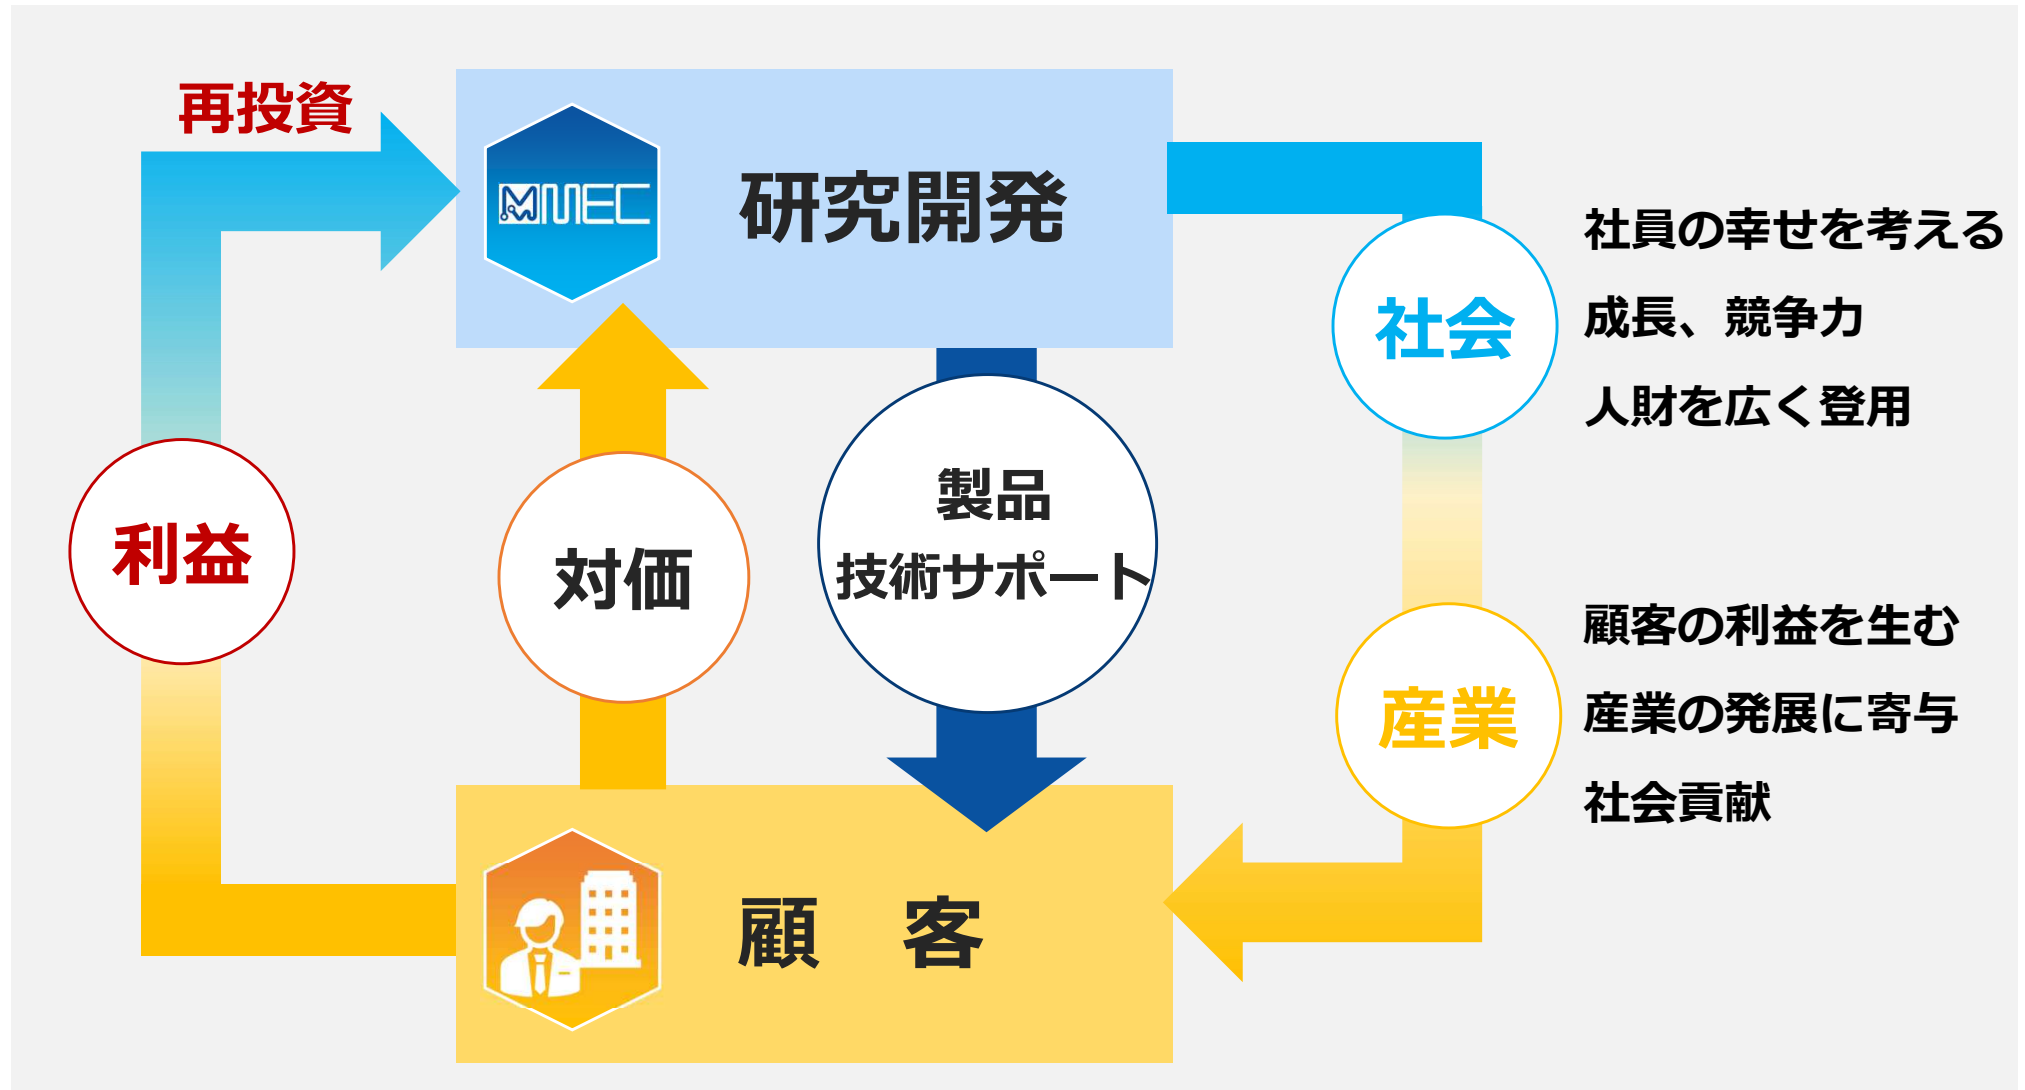 再投資
MMEC
研究開発
社会
社員の幸せを考える
成長、競争力
人財を広く登用
利益
対価
製品
技術サポート
産業
顧客の利益を生む
産業の発展に寄与
社会貢献
顧　客